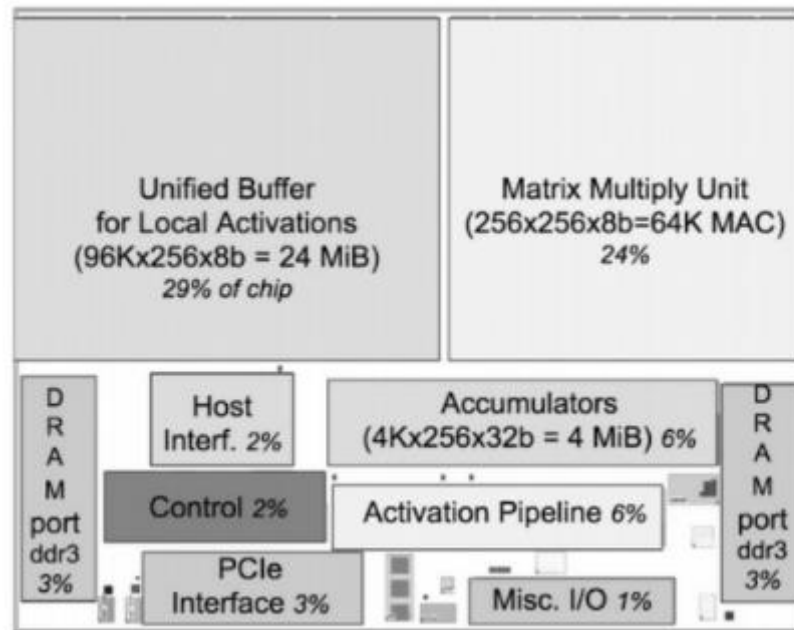 Unified Buffer
for Local Activations
(96Kx256x8b = 24 MiB)
29% of chip
Matrix Multiply Unit
(256x256x8b=64K MAC)
24%
D
R
A
M
port
ddr3
3%
Host
Interf. 2%
Accumulators
(4Kx256x32b = 4 MiB) 6%
Control 2%
Activation Pipeline 6%
PCIe
Interface 3%
Misc. I/O 1%
D
R
A
M
port
ddr3
3%